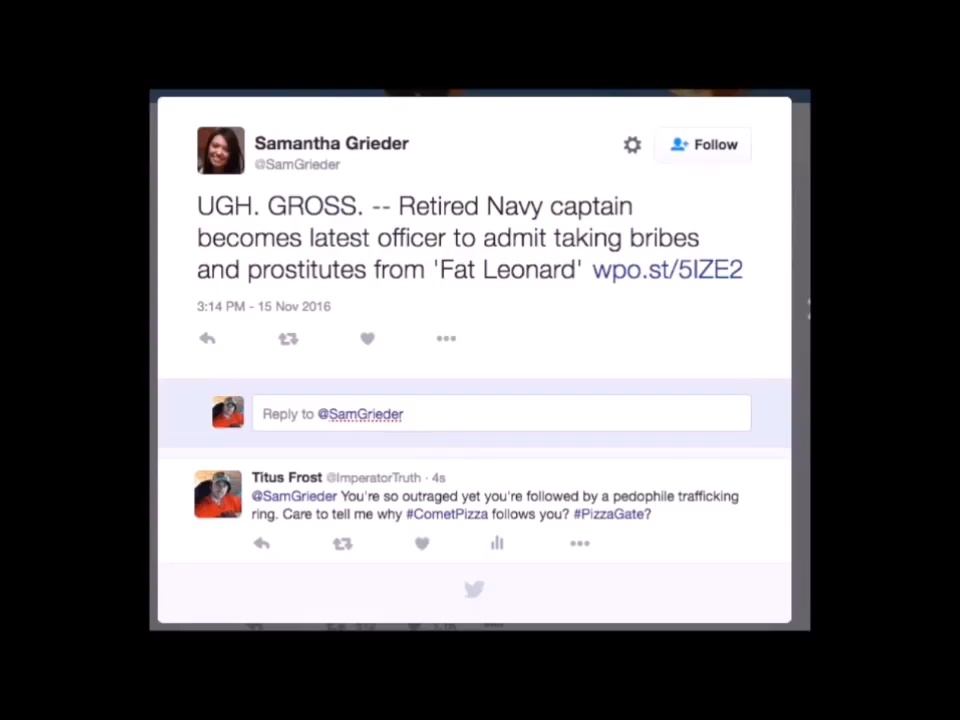 Samantha Grieder
@SamGrieder
Follow
UGH. GROSS. -- Retired Navy captain
becomes latest officer to admit taking bribes
and prostitutes from 'Fat Leonard' wpo.st/5IZE2
3:14 PM - 15 Nov 2016
Reply to @SamGrieder
Titus Frost @ImperatorTruth · 4s
@SamGrieder You're so outraged yet you're followed by a pedophile trafficking
ring. Care to tell me why #CometPizza follows you? #PizzaGate?